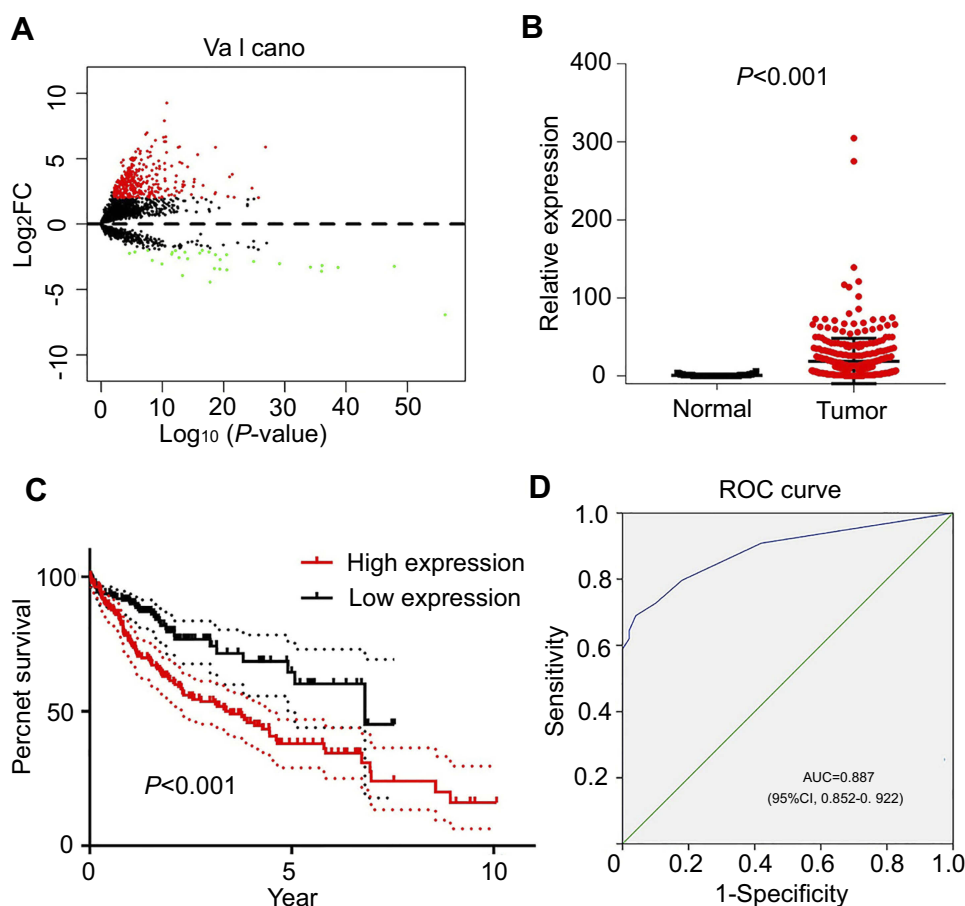 A
Va l cano
Log2FC
10
5
0
-5
-10
0
10
20
30
40
50
Log10 (P-value)
B
400
300
200
100
0
Relative expression
P<0.001
Normal
Tumor
C
100
50
0
Percnet survival
High expression
Low expression
P<0.001
0
5
10
Year
D
ROC curve
1.0
0.8
0.6
0.4
0.2
Sensitivity
AUC=0.887
(95%CI, 0.852-0. 922)
0
0.2
0.4
0.6
0.8
1.0
1-Specificity